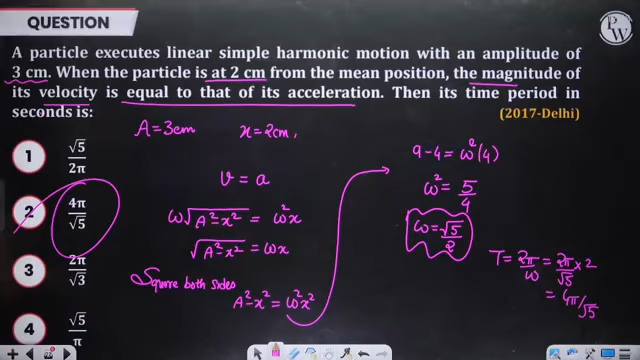 QUESTION
PW
A particle executes linear simple harmonic motion with an amplitude of
3 cm. When the particle is at 2 cm from the mean position, the magnitude of
its velocity is equal to that of its acceleration. Then its time period in
seconds is:
(2017-Delhi)
1 √5/2π
2 4π/√5
3 2π/√3
4 √5/π
A = 3cm x = 2cm,
v = a
ω√A²-x² = ω²x
√A²-x² = ωx
Square both sides
A²-x² = ω²x²
9-4 = ω²(4)
ω² = 5/4
ω = √5/2
T = 2π/ω = 2π/√5 × 2
= 4π/√5